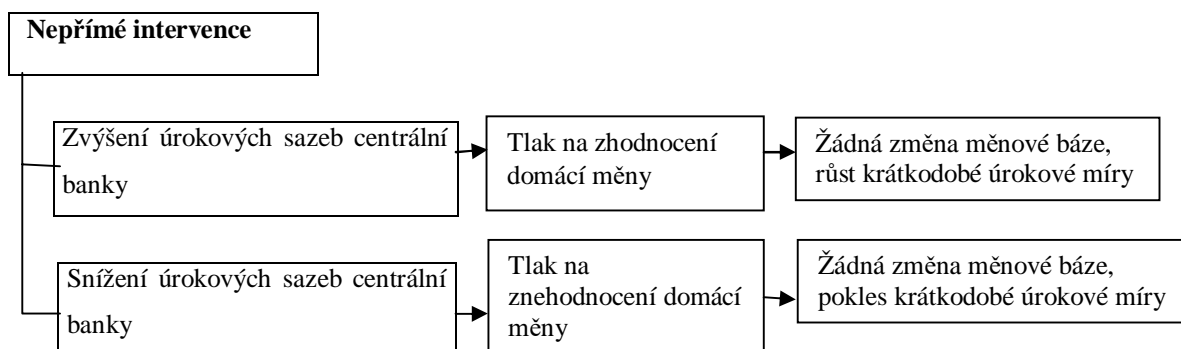 Nepřímé intervence
Zvýšení úrokových sazeb centrální
banky
Tlak na zhodnocení
domácí měny
Žádná změna měnové báze,
růst krátkodobé úrokové míry
Snížení úrokových sazeb centrální
banky
Tlak na
znehodnocení domácí
měny
Žádná změna měnové báze,
pokles krátkodobé úrokové míry